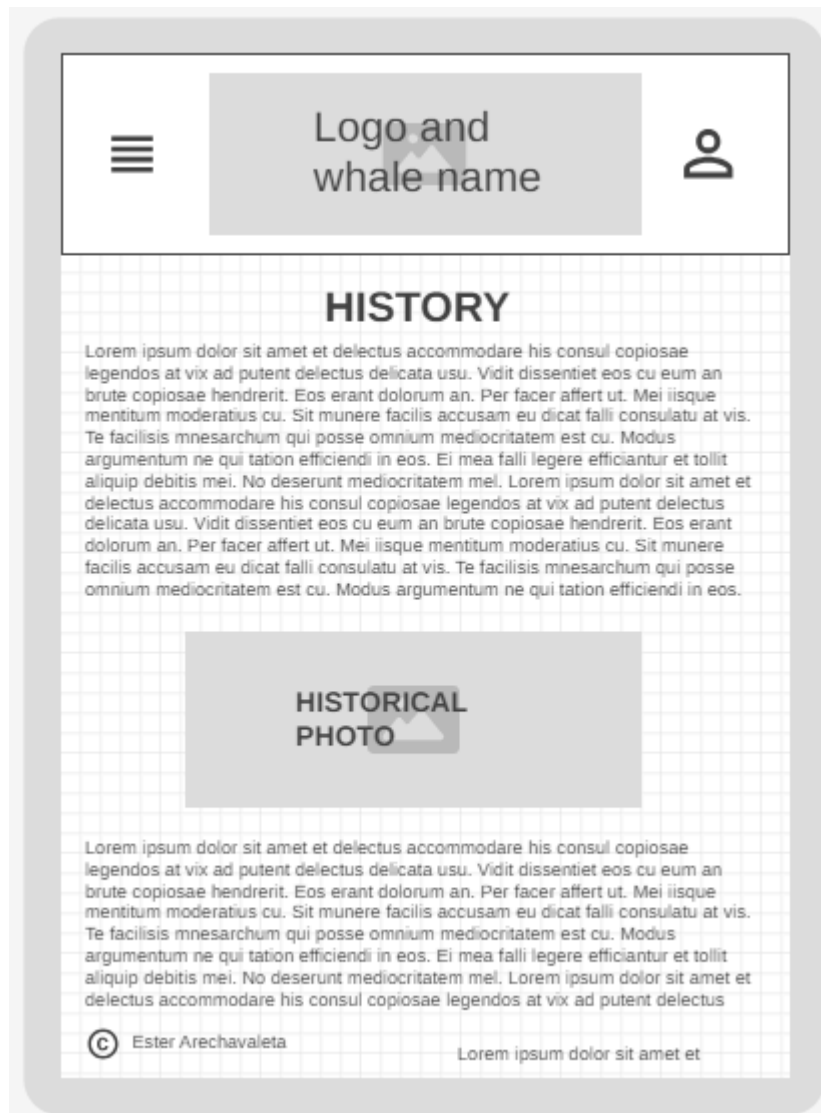 Logo and
whale name
HISTORY
Lorem ipsum dolor sit amet et delectus accommodare his consul copiosae
legendos at vix ad putent delectus delicata usu. Vidit dissentiet eos cu eum an
brute copiosae hendrerit. Eos erant dolorum an. Per facer affert ut. Mei iisque
mentitum moderatius cu. Sit munere facilis accusam eu dicat falli consulatu at vis.
Te facilisis mnesarchum qui posse omnium mediocritatem est cu. Modus
argumentum ne qui tation efficiendi in eos. Ei mea falli legere efficiantur et tollit
aliquip debitis mei. No deserunt mediocritatem mel. Lorem ipsum dolor sit amet et
delectus accommodare his consul copiosae legendos at vix ad putent delectus
delicata usu. Vidit dissentiet eos cu eum an brute copiosae hendrerit. Eos erant
dolorum an. Per facer affert ut. Mei iisque mentitum moderatius cu. Sit munere
facilis accusam eu dicat falli consulatu at vis. Te facilisis mnesarchum qui posse
omnium mediocritatem est cu. Modus argumentum ne qui tation efficiendi in eos.
HISTORICAL
PHOTO
Lorem ipsum dolor sit amet et delectus accommodare his consul copiosae
legendos at vix ad putent delectus delicata usu. Vidit dissentiet eos cu eum an
brute copiosae hendrerit. Eos erant dolorum an. Per facer affert ut. Mei iisque
mentitum moderatius cu. Sit munere facilis accusam eu dicat falli consulatu at vis.
Te facilisis mnesarchum qui posse omnium mediocritatem est cu. Modus
argumentum ne qui tation efficiendi in eos. Ei mea falli legere efficiantur et tollit
aliquip debitis mei. No deserunt mediocritatem mel. Lorem ipsum dolor sit amet et
delectus accommodare his consul copiosae legendos at vix ad putent delectus
© Ester Arechavaleta
Lorem ipsum dolor sit amet et